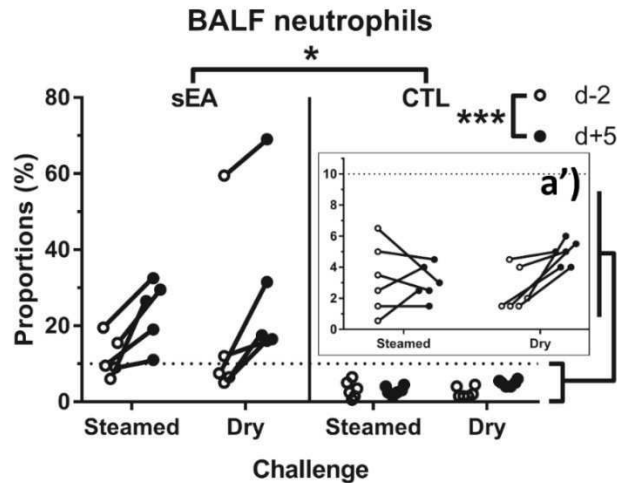 BALF neutrophils
*
sEA
CTL
d-2
***
d+5
80
60
40
20
0
Proportions (%)
a')
10
8
6
4
2
0
Steamed Dry
Steamed Dry Steamed Dry
Challenge